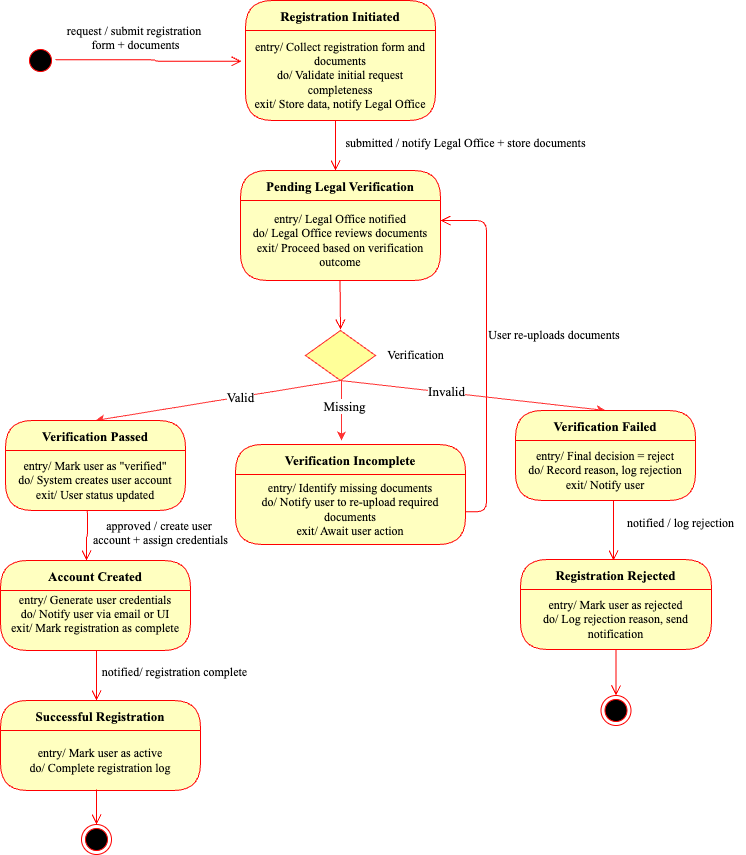 Registration Initiated
request / submit registration
form + documents
entry/ Collect registration form and
documents
do/ Validate initial request
completeness
exit/ Store data, notify Legal Office
submitted / notify Legal Office + store documents
Pending Legal Verification
entry/ Legal Office notified
do/ Legal Office reviews documents
exit/ Proceed based on verification
outcome
User re-uploads documents
Verification
Valid
Missing
Invalid
Verification Passed
entry/ Mark user as "verified"
do/ System creates user account
exit/ User status updated
Verification Incomplete
entry/ Identify missing documents
do/ Notify user to re-upload required
documents
exit/ Await user action
Verification Failed
entry/ Final decision = reject
do/ Record reason, log rejection
exit/ Notify user
approved / create user
account + assign credentials
notified / log rejection
Account Created
entry/ Generate user credentials
do/ Notify user via email or UI
exit/ Mark registration as complete
Registration Rejected
entry/ Mark user as rejected
do/ Log rejection reason, send
notification
notified/ registration complete
Successful Registration
entry/ Mark user as active
do/ Complete registration log